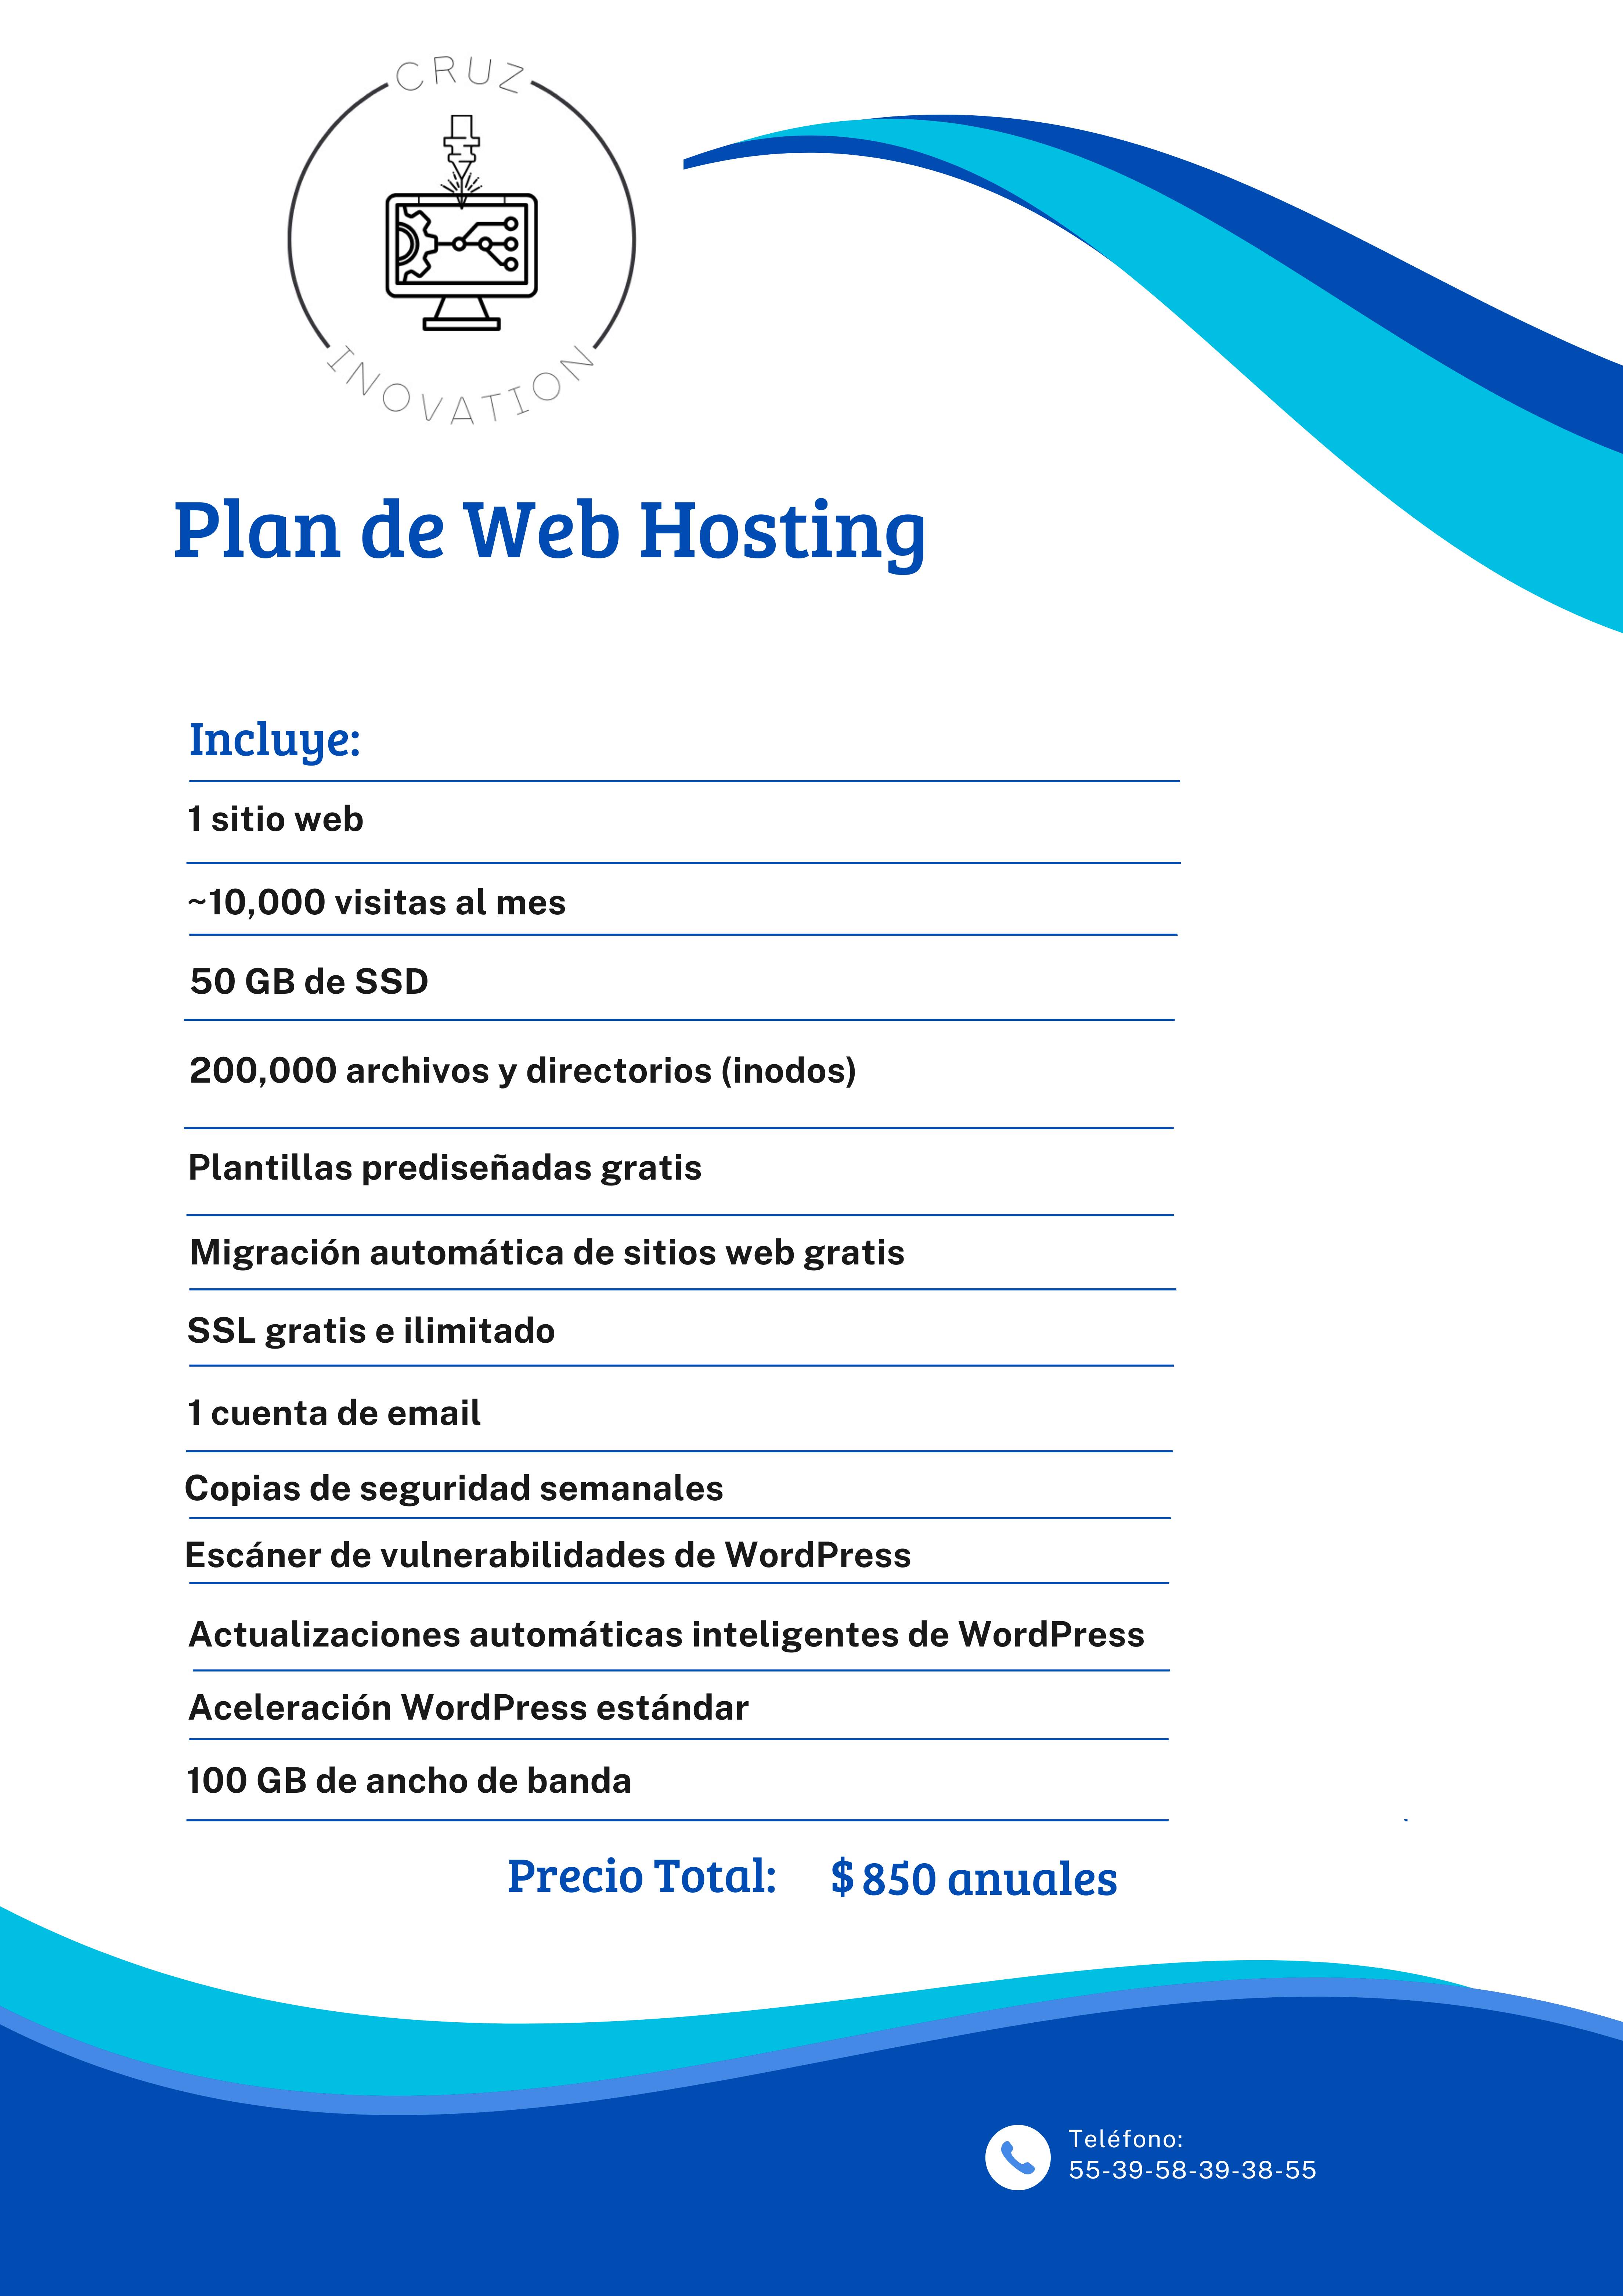 CRUZ
INOVATION
Plan de Web Hosting
Incluye:
1 sitio web
~10,000 visitas al mes
50 GB de SSD
200,000 archivos y directorios (inodos)
Plantillas prediseñadas gratis
Migración automática de sitios web gratis
SSL gratis e ilimitado
1 cuenta de email
Copias de seguridad semanales
Escáner de vulnerabilidades de WordPress
Actualizaciones automáticas inteligentes de WordPress
Aceleración WordPress estándar
100 GB de ancho de banda
Precio Total: $850 anuales
Teléfono:
55-39-58-39-38-55